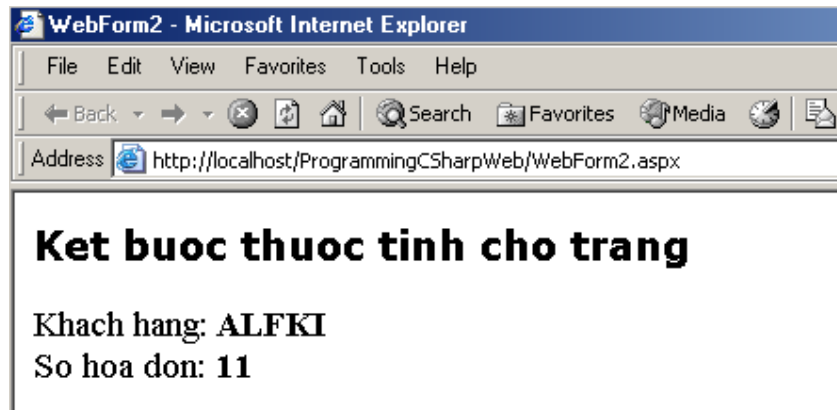 WebForm2 - Microsoft Internet Explorer
File Edit View Favorites Tools Help
Back Search Favorites Media
Address http://localhost/ProgrammingCSharpWeb/WebForm2.aspx
Ket buoc thuoc tinh cho trang
Khach hang: ALFKI
So hoa don: 11